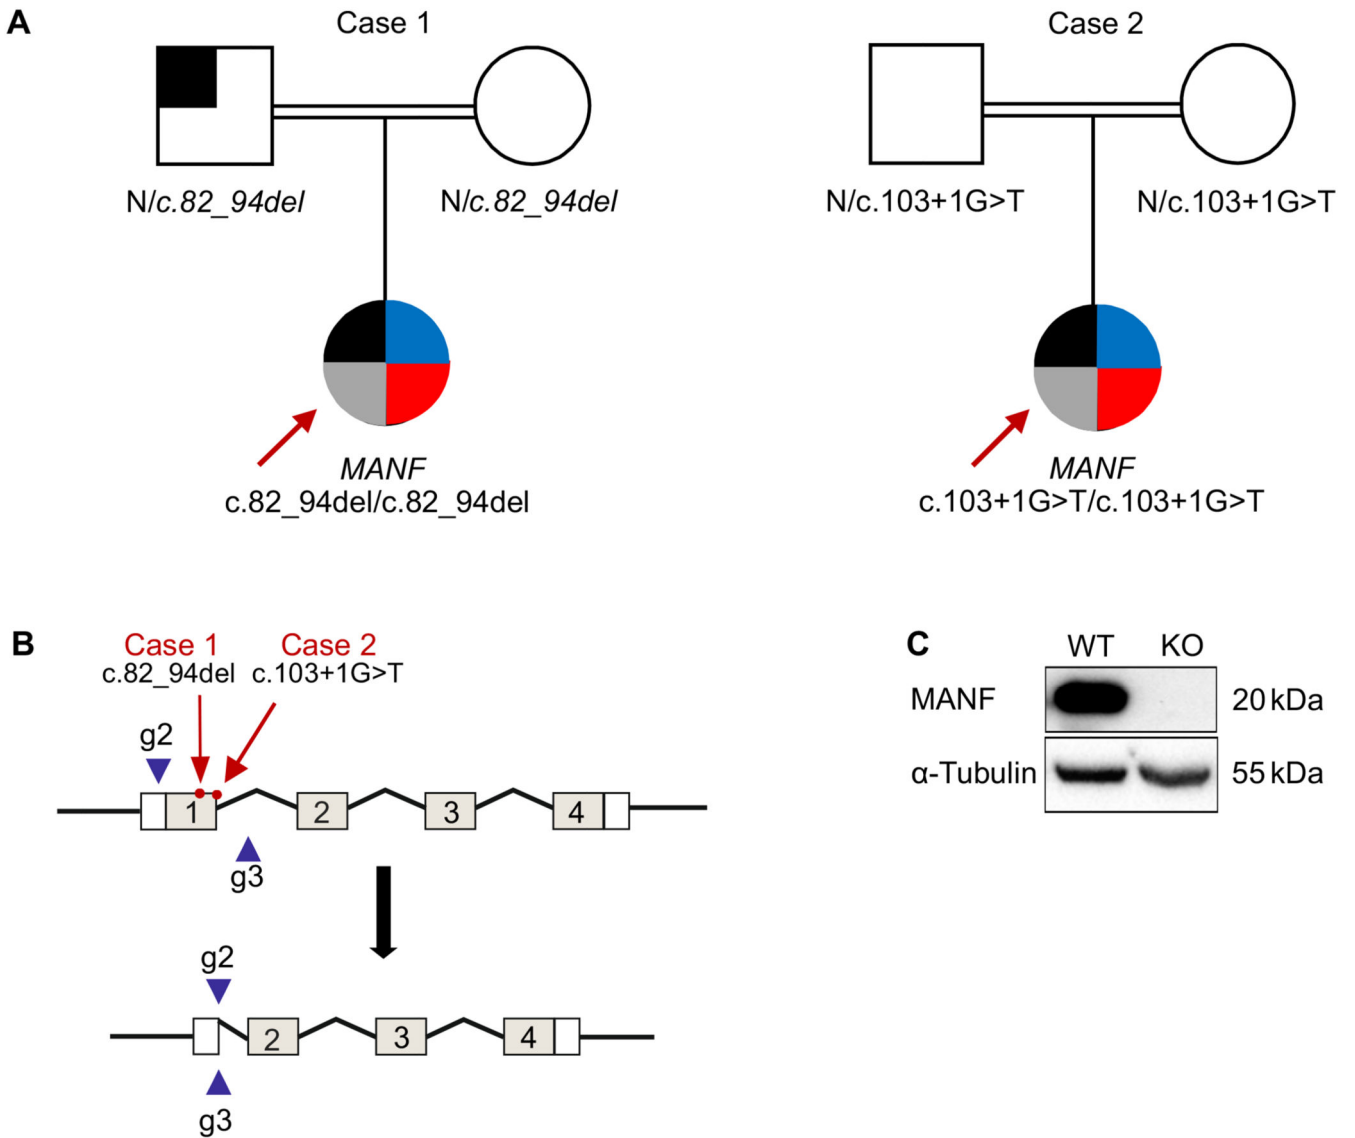 A
Case 1
Case 2
N/c.82_94del
N/c.82_94del
N/c.103+1G>T
N/c.103+1G>T
MANF
c.82_94del/c.82_94del
MANF
c.103+1G>T/c.103+1G>T
B
Case 1
Case 2
c.82_94del
c.103+1G>T
g2
1
2
3
4
g3
g2
2
3
4
g3
C
WT
KO
MANF
20 kDa
α-Tubulin
55 kDa